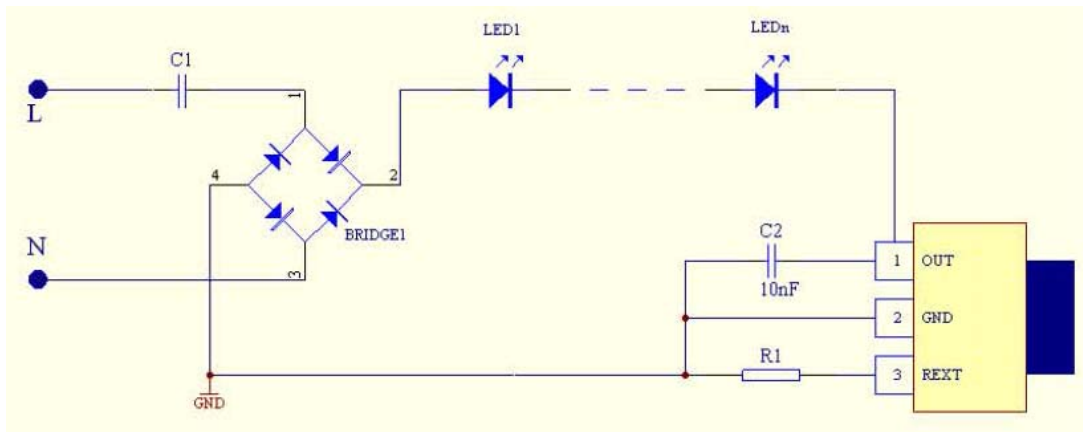 LED1
LEDn
C1
L
1
4
2
BRIDGE1
N
3
C2
10nF
1 OUT
2 GND
R1
3 REXT
GND